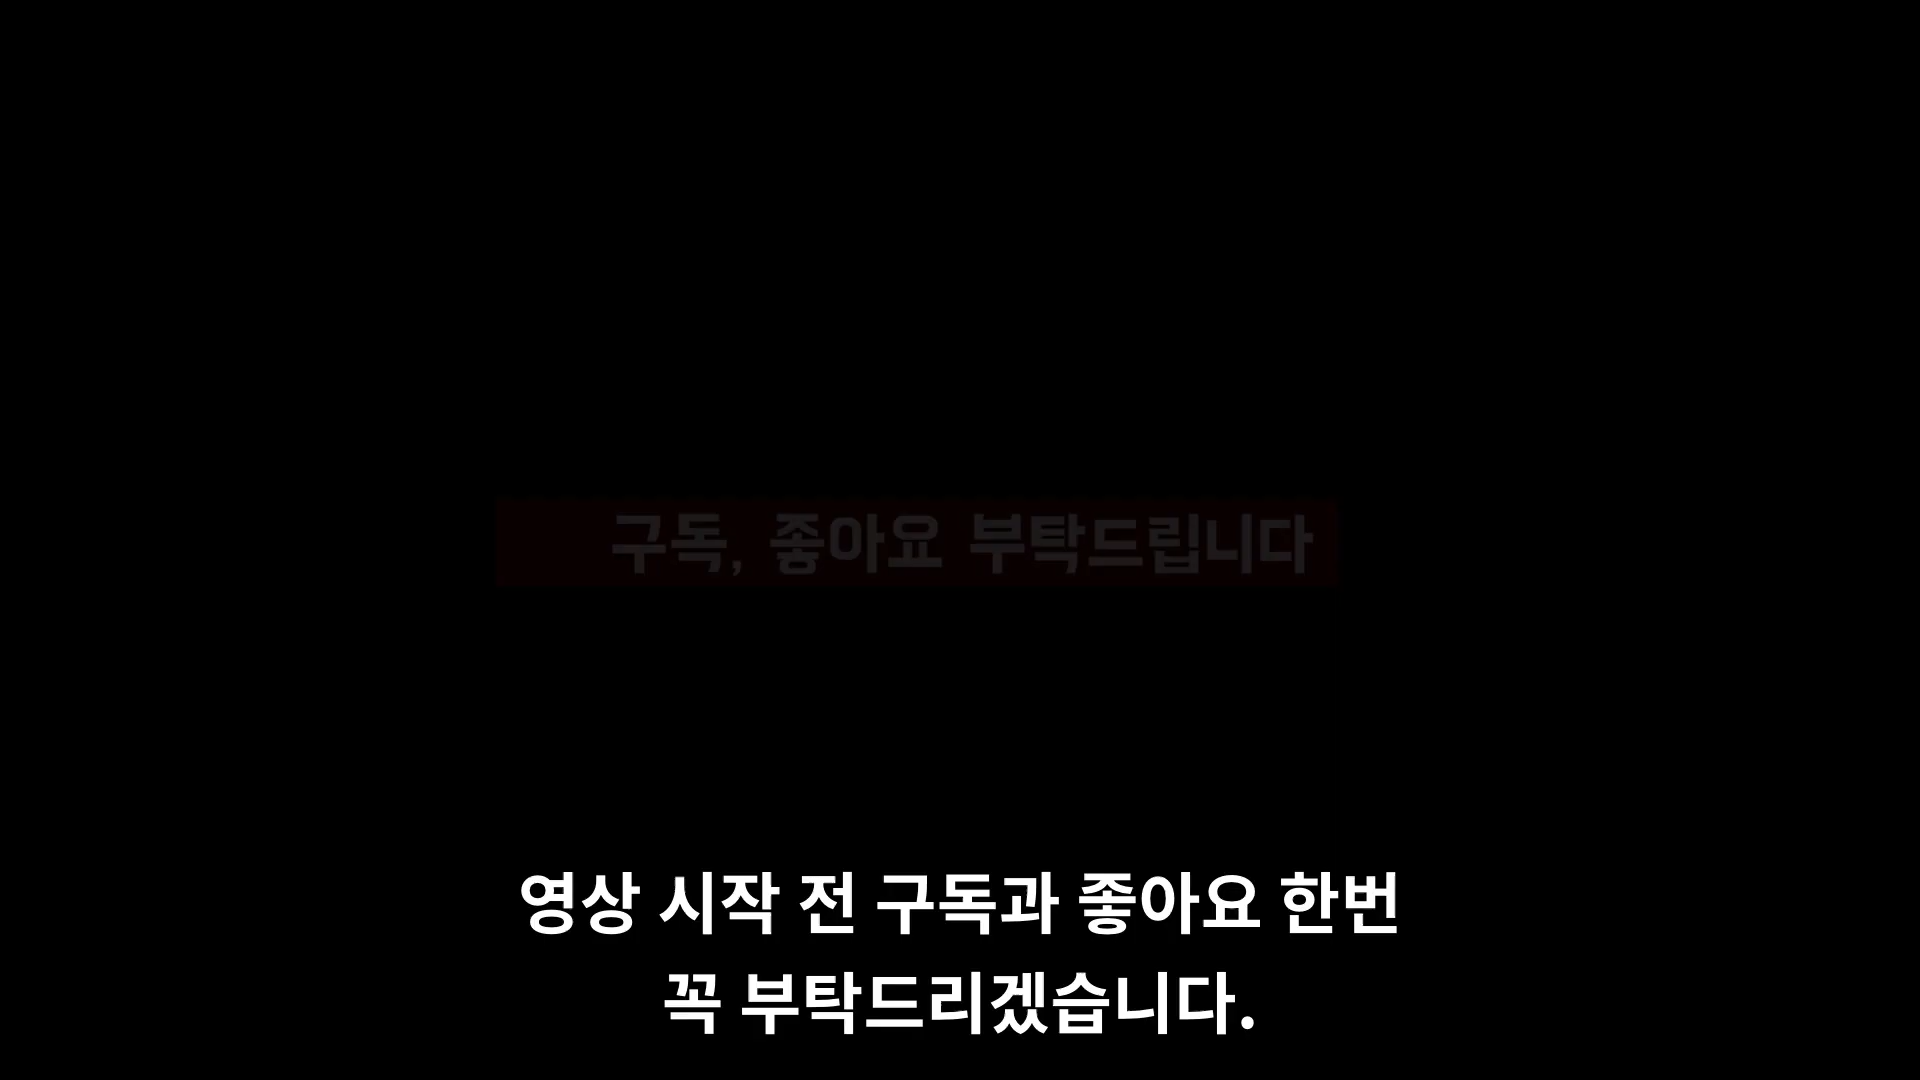 구독, 좋아요 부탁드립니다
영상 시작 전 구독과 좋아요 한번
꼭 부탁드리겠습니다.